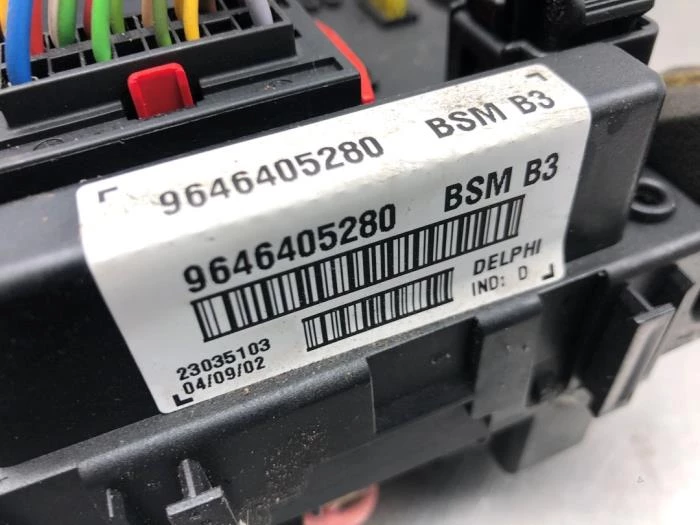 9646405280 BSM B3
9646405280 BSM B3
DELPHI
23035103 IND: D
04/09/02